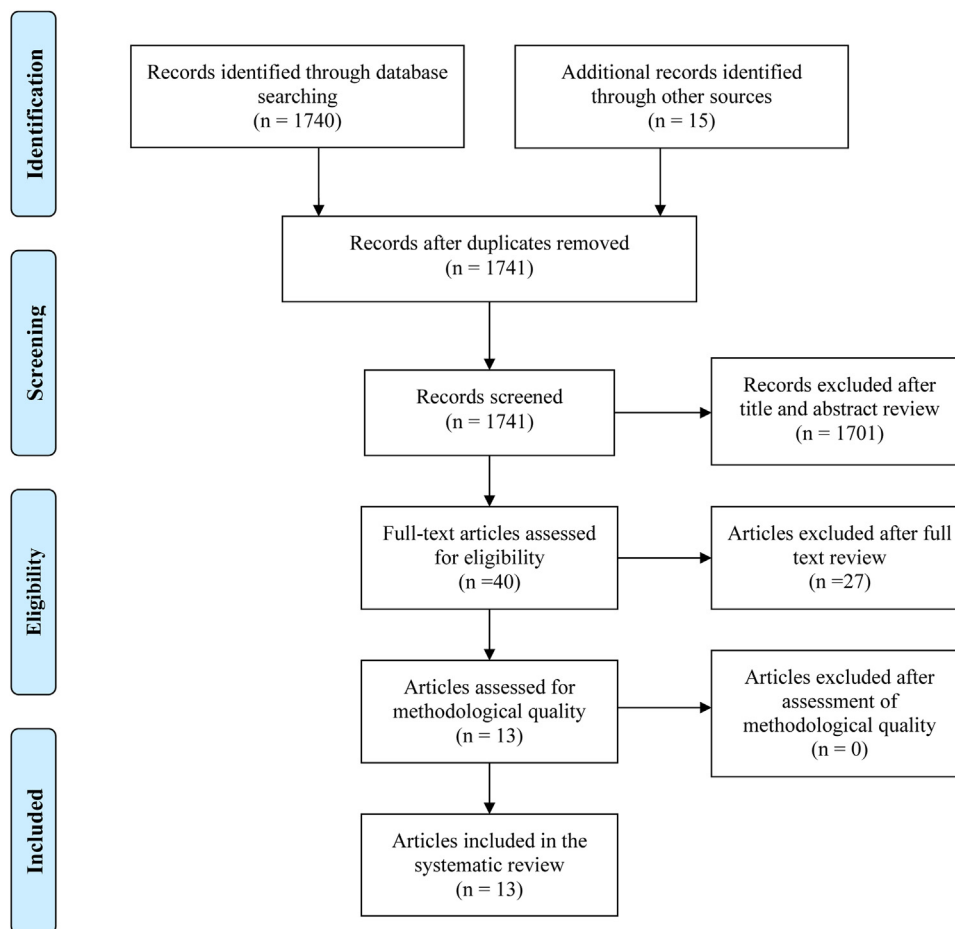 Identification
Records identified through database
searching
(n = 1740)
Additional records identified
through other sources
(n = 15)
Records after duplicates removed
(n = 1741)
Screening
Records screened
(n = 1741)
Records excluded after
title and abstract review
(n = 1701)
Eligibility
Full-text articles assessed
for eligibility
(n =40)
Articles excluded after full
text review
(n =27)
Articles assessed for
methodological quality
(n = 13)
Articles excluded after
assessment of
methodological quality
(n = 0)
Included
Articles included in the
systematic review
(n = 13)